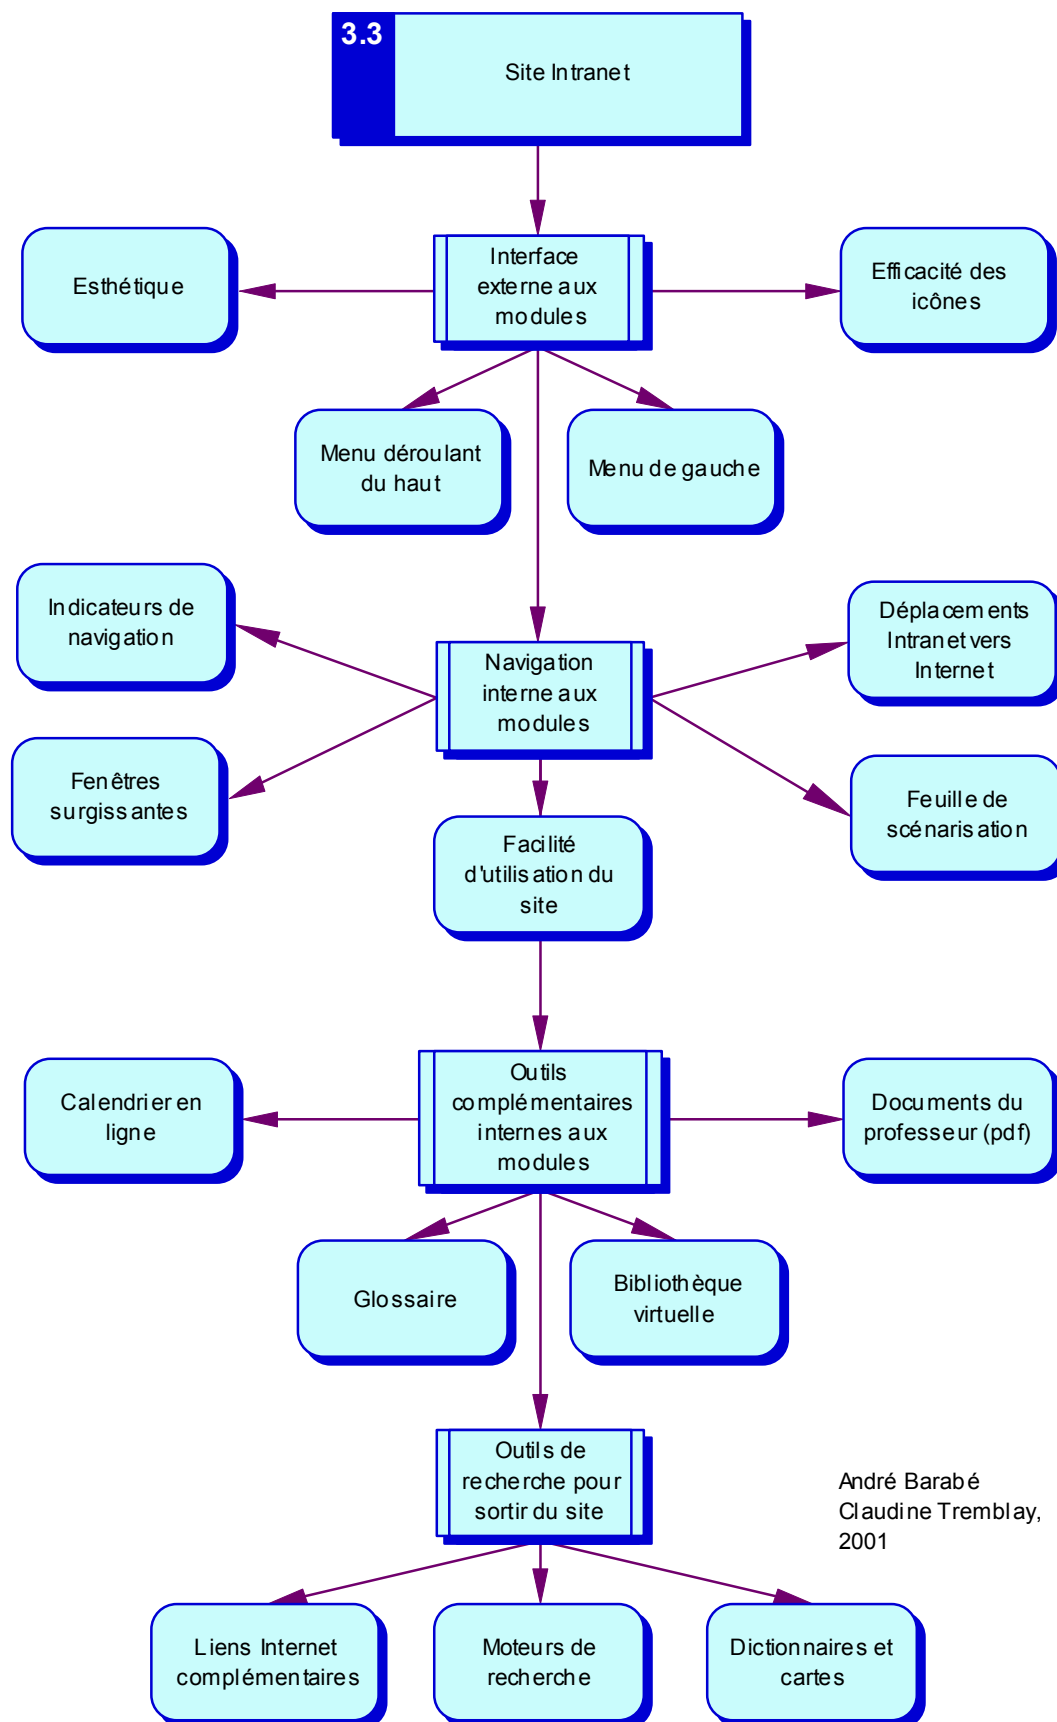 3.3
Site Intranet
Esthétique
Interface
externe aux
modules
Efficacité des
icônes
Menu déroulant
du haut
Menu de gauche
Indicateurs de
navigation
Navigation
interne aux
modules
Déplacements
Intranet vers
Internet
Fenêtres
surgissantes
Feuille de
scénarisation
Facilité
d'utilisation du
site
Calendrier en
ligne
Outils
complémentaires
internes aux
modules
Documents du
professeur (pdf)
Glossaire
Bibliothèque
virtuelle
Outils de
recherche pour
sortir du site
André Barabé
Claudine Tremblay,
2001
Liens Internet
complémentaires
Moteurs de
recherche
Dictionnaires et
cartes